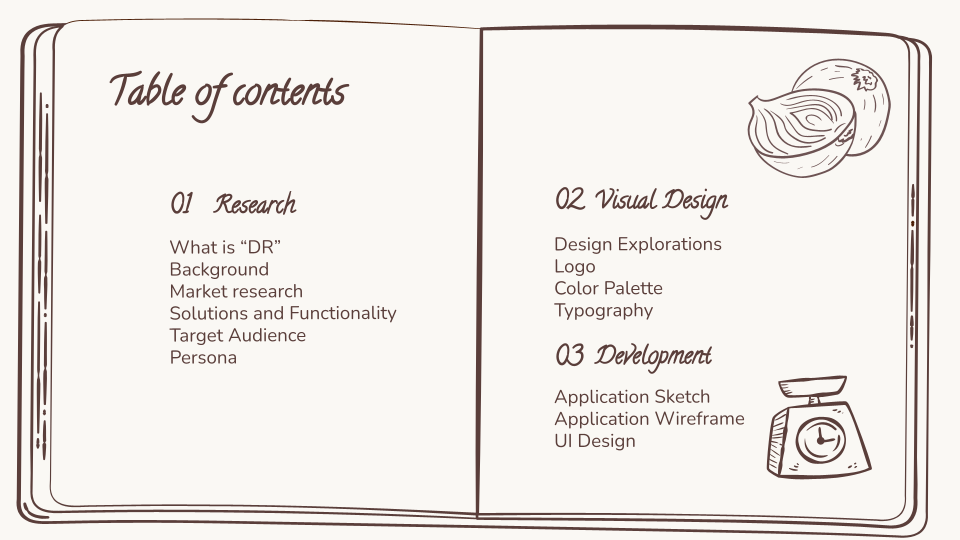 Table of contents
01 Research
What is “DR”
Background
Market research
Solutions and Functionality
Target Audience
Persona
02 Visual Design
Design Explorations
Logo
Color Palette
Typography
03 Development
Application Sketch
Application Wireframe
UI Design